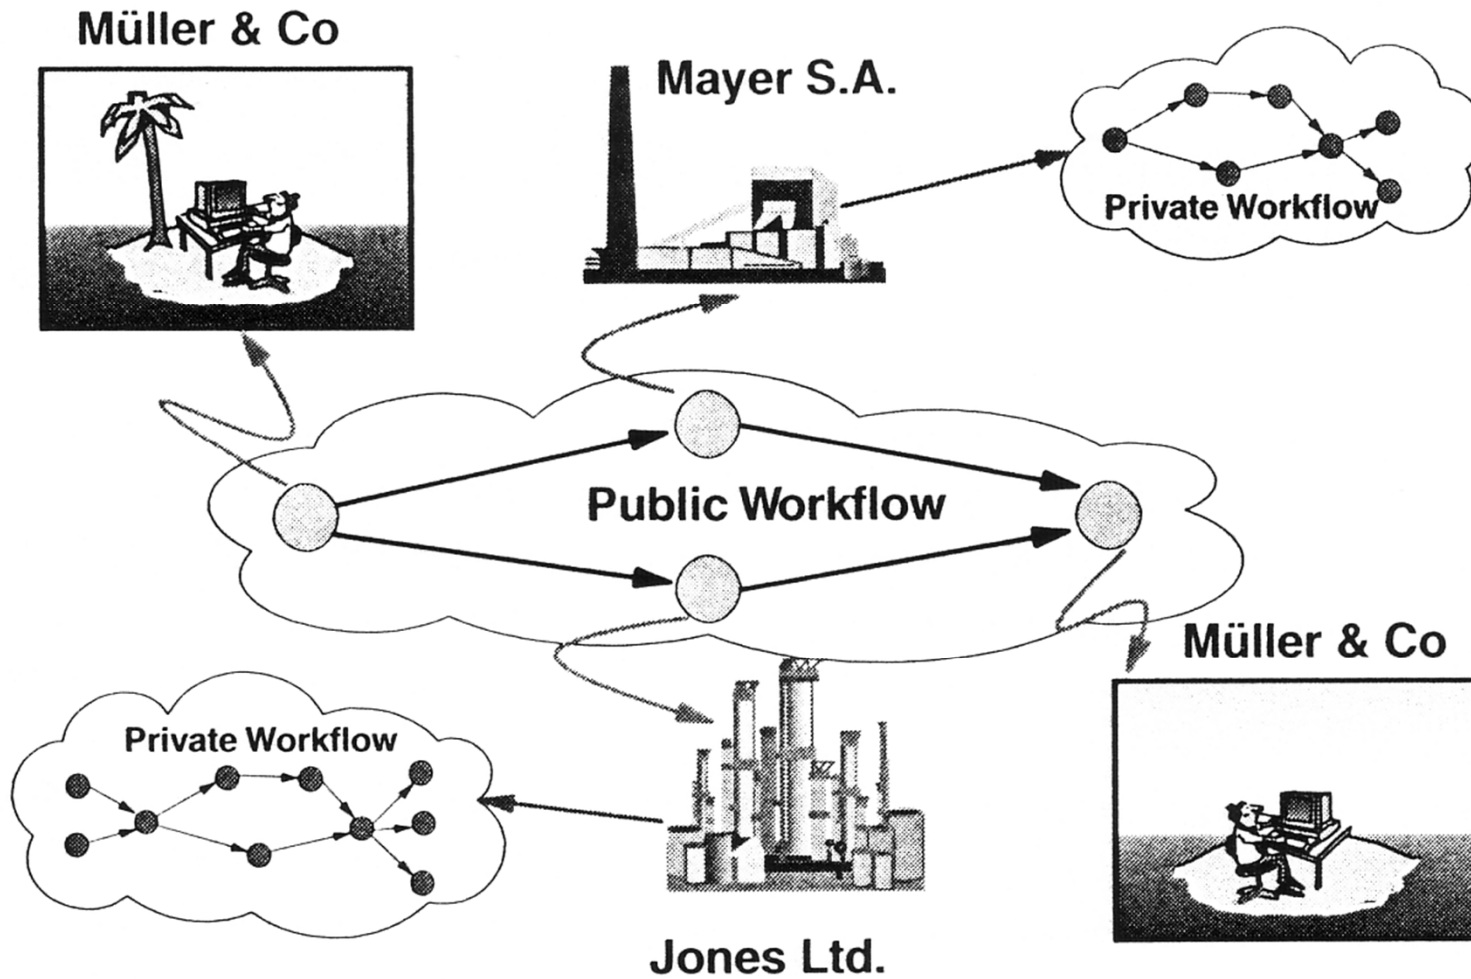 Müller & Co
Mayer S.A.
Private Workflow
Public Workflow
Müller & Co
Private Workflow
Jones Ltd.